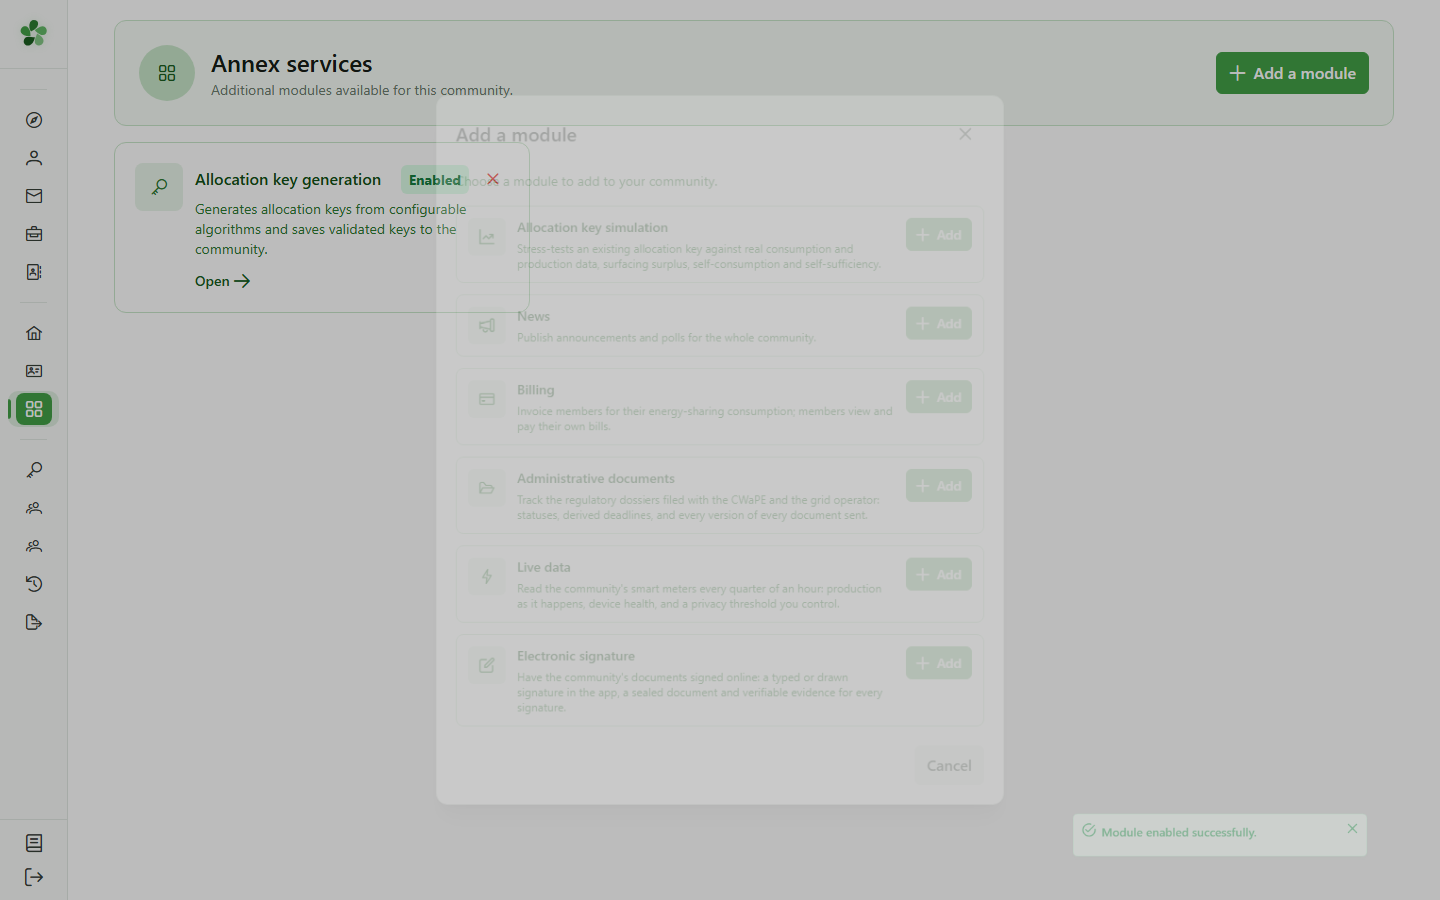 Annex services
Additional modules available for this community.
Add a module
Allocation key generation
Enabled
Generates allocation keys from configurable
algorithms and saves validated keys to the
community.
Open
Add a module
Choose a module to add to your community.
Allocation key simulation
Stress-tests an existing allocation key against real consumption and
production data, surfacing surplus, self-consumption and self-sufficiency.
Add
News
Publish announcements and polls for the whole community.
Add
Billing
Invoice members for their energy-sharing consumption; members view and
pay their own bills.
Add
Administrative documents
Track the regulatory dossiers filed with the CWaPE and the grid operator:
statuses, derived deadlines, and every version of every document sent.
Add
Live data
Read the community's smart meters every quarter of an hour: production
as it happens, device health, and a privacy threshold you control.
Add
Electronic signature
Have the community's documents signed online: a typed or drawn
signature in the app, a sealed document and verifiable evidence for every
signature.
Add
Cancel
Module enabled successfully.